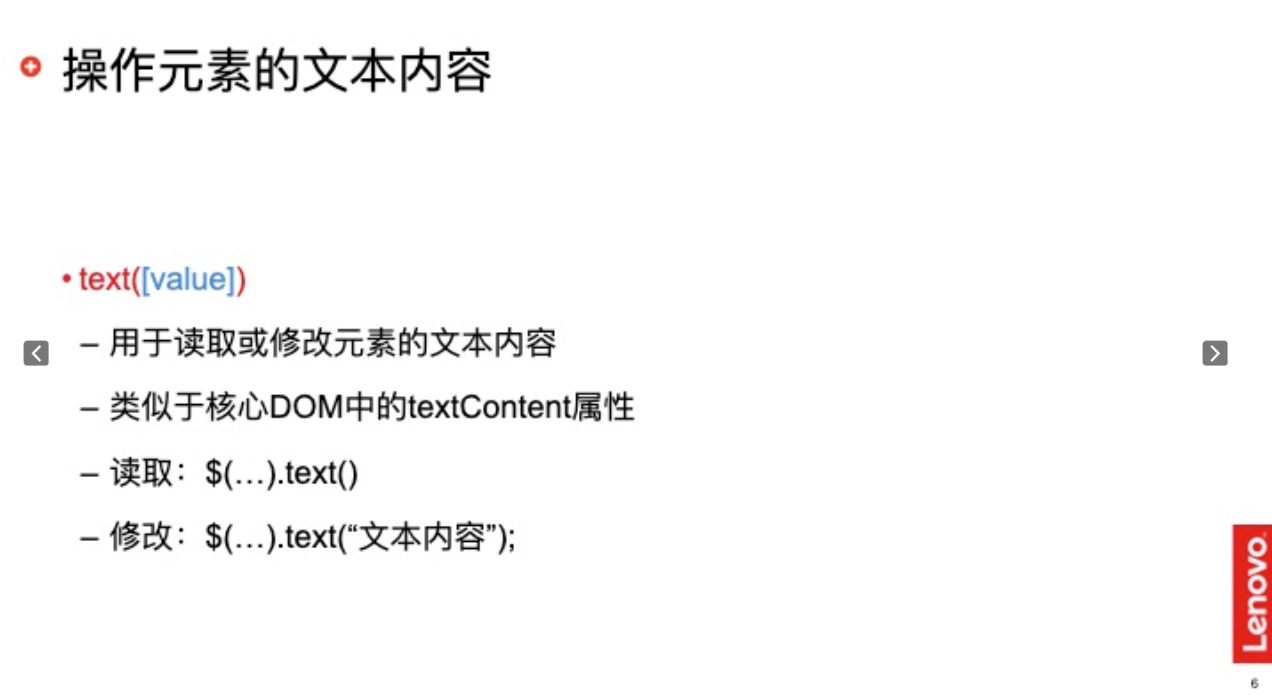 操作元素的文本内容
• text([value])
– 用于读取或修改元素的文本内容
– 类似于核心DOM中的textContent属性
– 读取：$(…).text()
– 修改：$(…).text(“文本内容”);
Lenovo
6